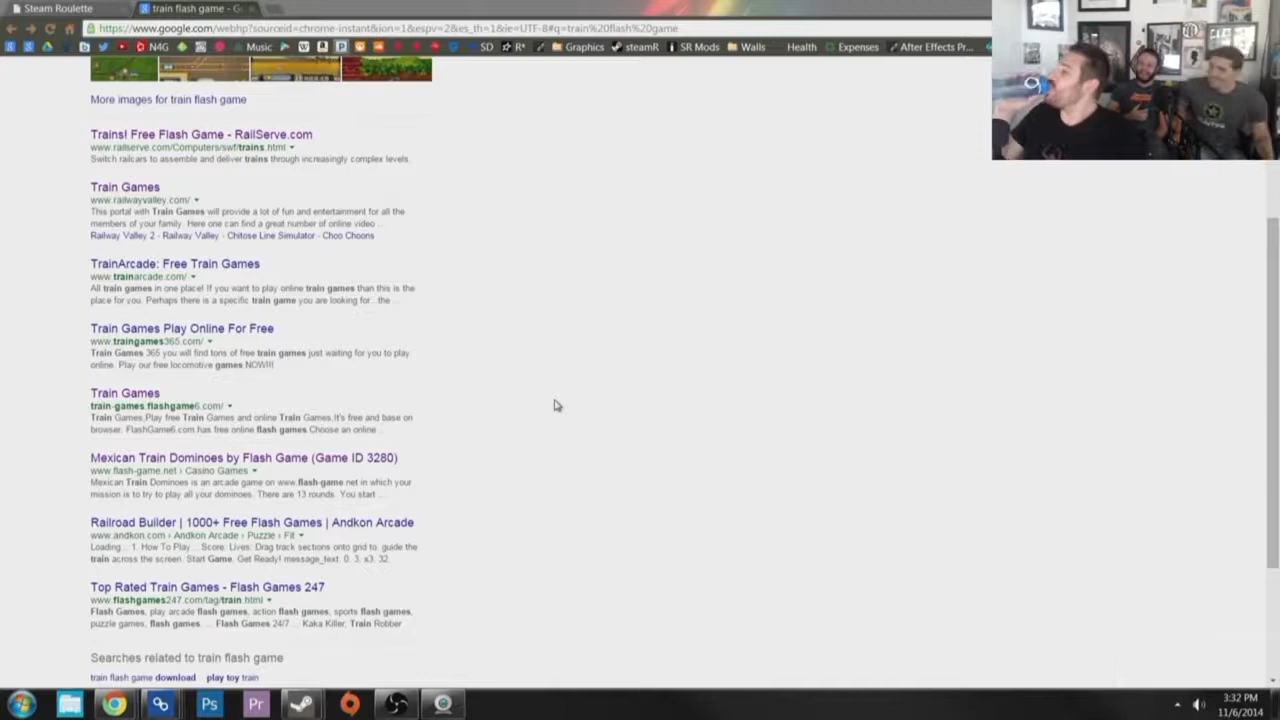 Steam Roulette
train flash game - G
https://www.google.com/webhp?sourceid=chrome-instant&ion=1&espv=2&es_th=1&ie=UTF-8#q=train%20flash%20game
N4G
Music
SD
R*
Graphics
steamR
SR Mods
Walls
Health
Expenses
After Effects Pr...
More images for train flash game
Trains! Free Flash Game - RailServe.com
www.railserve.com/Computers/swf/trains.html
Switch railcars to assemble and deliver trains through increasingly complex levels.
Train Games
www.railwayvalley.com/
This portal with Train Games will provide a lot of fun and entertainment for all the
members of your family. Here one can find a great number of online video ...
Railway Valley 2 - Railway Valley - Chitose Line Simulator - Choo Choons
TrainArcade: Free Train Games
www.trainarcade.com/
All train games in one place! If you want to play online train games than this is the
place for you. Perhaps there is a specific train game you are looking for...the ...
Train Games Play Online For Free
www.traingames365.com/
Train Games 365 you will find tons of free train games just waiting for you to play
online. Play our free locomotive games NOW!!!
Train Games
train-games.flashgame6.com/
Train Games,Play free Train Games and online Train Games,It's free and base on
browser. FlashGame6.com has free online flash games.Choose an online ...
Mexican Train Dominoes by Flash Game (Game ID 3280)
www.flash-game.net › Casino Games
Mexican Train Dominoes is an arcade game on www.flash-game.net in which your
mission is to try to play all your dominoes. There are 13 rounds. You start ...
Railroad Builder | 1000+ Free Flash Games | Andkon Arcade
www.andkon.com › Andkon Arcade › Puzzle › Fit
Loading... 1. How To Play... Score. Lives. Drag track sections onto grid to. guide the
train across the screen. Start Game. Get Ready! message_text. 0. 3. x3. 32.
Top Rated Train Games - Flash Games 247
www.flashgames247.com/tag/train.html
Flash Games, play arcade flash games, action flash games, sports flash games,
puzzle games, flash games. ... Flash Games 24/7 ... Kaka Killer, Train Robber
Searches related to train flash game
train flash game download
play toy train
Ps
Pr
3:32 PM
11/6/2014